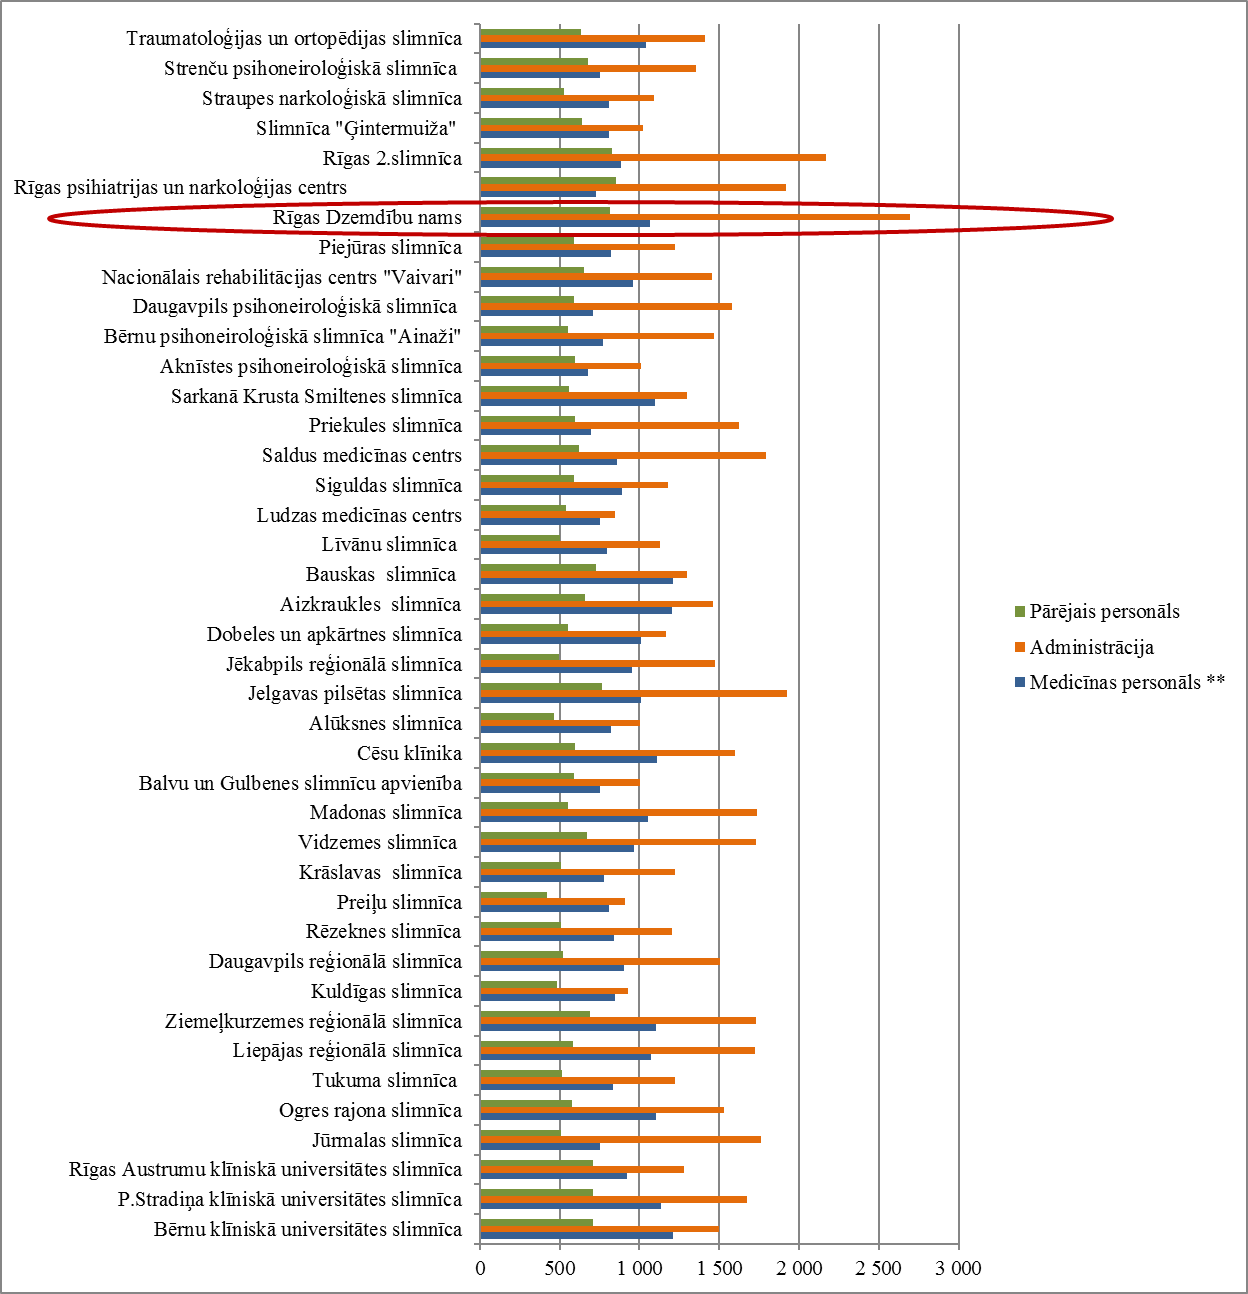 Traumatoloģijas un ortopēdijas slimnīca
Strenču psihoneiroloģiskā slimnīca
Straupes narkoloģiskā slimnīca
Slimnīca "Ģintermuiža"
Rīgas 2.slimnīca
Rīgas psihiatrijas un narkoloģijas centrs
Rīgas Dzemdību nams
Piejūras slimnīca
Nacionālais rehabilitācijas centrs "Vaivari"
Daugavpils psihoneiroloģiskā slimnīca
Bērnu psihoneiroloģiskā slimnīca "Ainaži"
Aknīstes psihoneiroloģiskā slimnīca
Sarkanā Krusta Smiltenes slimnīca
Priekules slimnīca
Saldus medicīnas centrs
Siguldas slimnīca
Ludzas medicīnas centrs
Līvānu slimnīca
Bauskas  slimnīca
Aizkraukles  slimnīca
Dobeles un apkārtnes slimnīca
Jēkabpils reģionālā slimnīca
Jelgavas pilsētas slimnīca
Alūksnes slimnīca
Cēsu klīnika
Balvu un Gulbenes slimnīcu apvienība
Madonas slimnīca
Vidzemes slimnīca
Krāslavas  slimnīca
Preiļu slimnīca
Rēzeknes slimnīca
Daugavpils reģionālā slimnīca
Kuldīgas slimnīca
Ziemeļkurzemes reģionālā slimnīca
Liepājas reģionālā slimnīca
Tukuma slimnīca
Ogres rajona slimnīca
Jūrmalas slimnīca
Rīgas Austrumu klīniskā universitātes slimnīca
P.Stradiņa klīniskā universitātes slimnīca
Bērnu klīniskā universitātes slimnīca
0 500 1 000 1 500 2 000 2 500 3 000
Pārējais personāls
Administrācija
Medicīnas personāls **